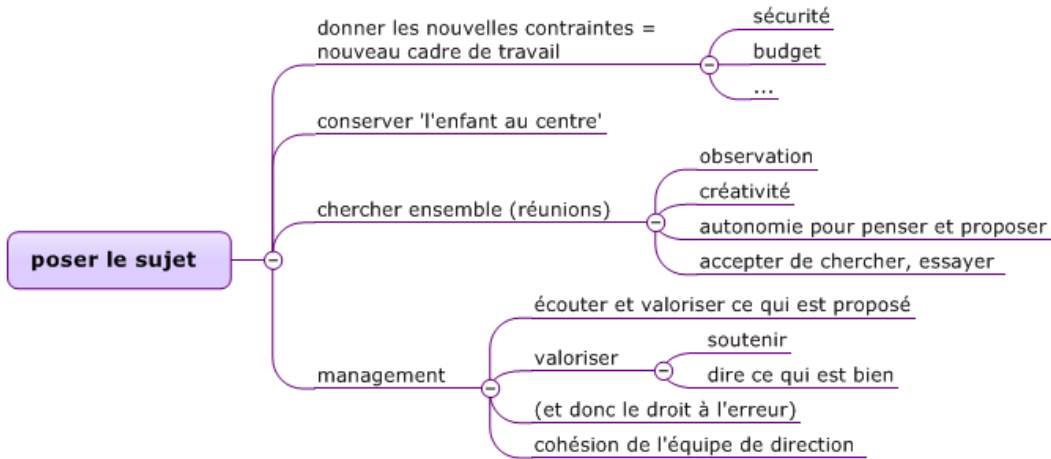 poser le sujet
donner les nouvelles contraintes =
nouveau cadre de travail
sécurité
budget
...
conserver 'l'enfant au centre'
chercher ensemble (réunions)
observation
créativité
autonomie pour penser et proposer
accepter de chercher, essayer
management
écouter et valoriser ce qui est proposé
valoriser
soutenir
dire ce qui est bien
(et donc le droit à l'erreur)
cohésion de l'équipe de direction